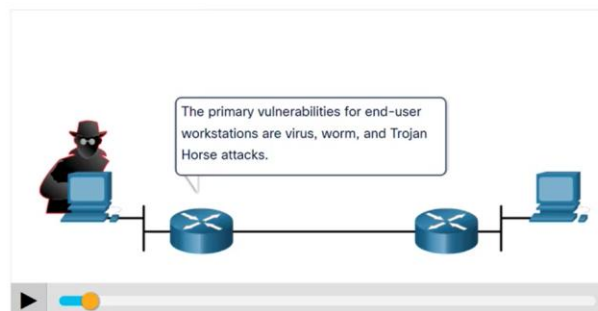 The primary vulnerabilities for end-user
workstations are virus, worm, and Trojan
Horse attacks.